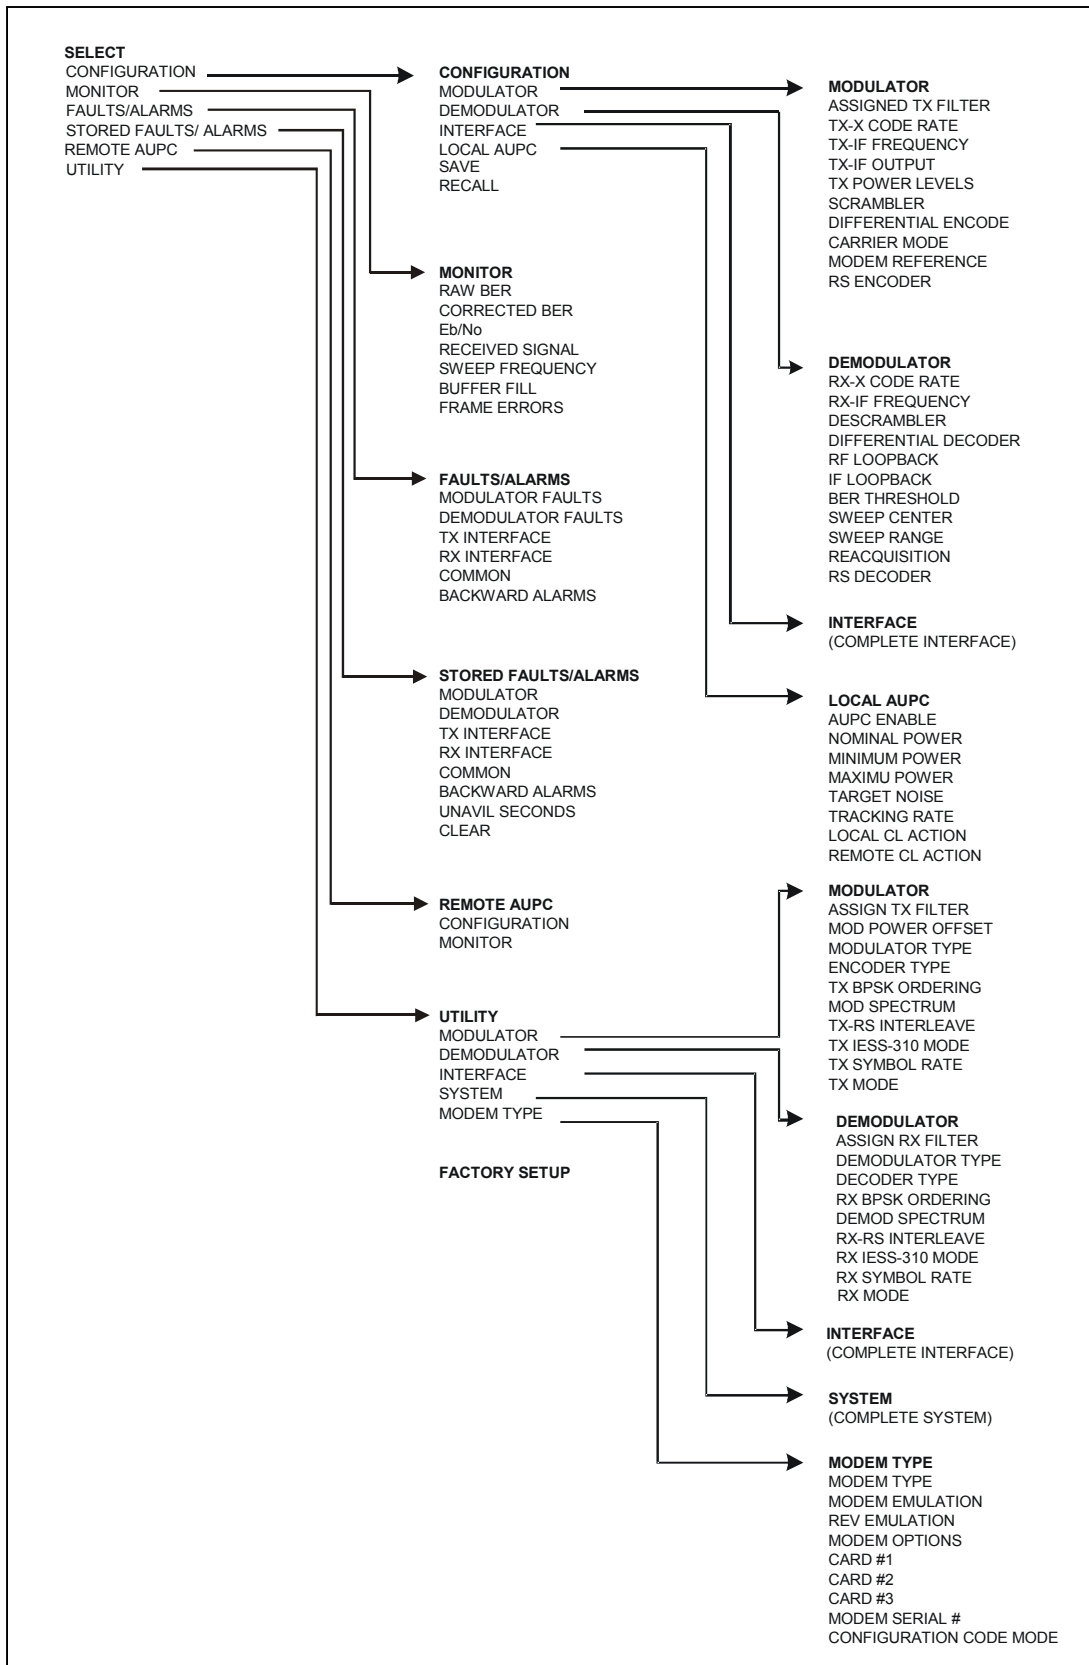 SELECT
CONFIGURATION
MONITOR
FAULTS/ALARMS
STORED FAULTS/ ALARMS
REMOTE AUPC
UTILITY
CONFIGURATION
MODULATOR
DEMODULATOR
INTERFACE
LOCAL AUPC
SAVE
RECALL
MONITOR
RAW BER
CORRECTED BER
Eb/No
RECEIVED SIGNAL
SWEEP FREQUENCY
BUFFER FILL
FRAME ERRORS
FAULTS/ALARMS
MODULATOR FAULTS
DEMODULATOR FAULTS
TX INTERFACE
RX INTERFACE
COMMON
BACKWARD ALARMS
STORED FAULTS/ALARMS
MODULATOR
DEMODULATOR
TX INTERFACE
RX INTERFACE
COMMON
BACKWARD ALARMS
UNAVIL SECONDS
CLEAR
REMOTE AUPC
CONFIGURATION
MONITOR
UTILITY
MODULATOR
DEMODULATOR
INTERFACE
SYSTEM
MODEM TYPE
FACTORY SETUP
MODULATOR
ASSIGNED TX FILTER
TX-X CODE RATE
TX-IF FREQUENCY
TX-IF OUTPUT
TX POWER LEVELS
SCRAMBLER
DIFFERENTIAL ENCODE
CARRIER MODE
MODEM REFERENCE
RS ENCODER
DEMODULATOR
RX-X CODE RATE
RX-IF FREQUENCY
DESCRAMBLER
DIFFERENTIAL DECODER
RF LOOPBACK
IF LOOPBACK
BER THRESHOLD
SWEEP CENTER
SWEEP RANGE
REACQUISITION
RS DECODER
INTERFACE
(COMPLETE INTERFACE)
LOCAL AUPC
AUPC ENABLE
NOMINAL POWER
MINIMUM POWER
MAXIMU POWER
TARGET NOISE
TRACKING RATE
LOCAL CL ACTION
REMOTE CL ACTION
MODULATOR
ASSIGN TX FILTER
MOD POWER OFFSET
MODULATOR TYPE
ENCODER TYPE
TX BPSK ORDERING
MOD SPECTRUM
TX-RS INTERLEAVE
TX IESS-310 MODE
TX SYMBOL RATE
TX MODE
DEMODULATOR
ASSIGN RX FILTER
DEMODULATOR TYPE
DECODER TYPE
RX BPSK ORDERING
DEMOD SPECTRUM
RX-RS INTERLEAVE
RX IESS-310 MODE
RX SYMBOL RATE
RX MODE
INTERFACE
(COMPLETE INTERFACE)
SYSTEM
(COMPLETE SYSTEM)
MODEM TYPE
MODEM TYPE
MODEM EMULATION
REV EMULATION
MODEM OPTIONS
CARD #1
CARD #2
CARD #3
MODEM SERIAL #
CONFIGURATION CODE MODE